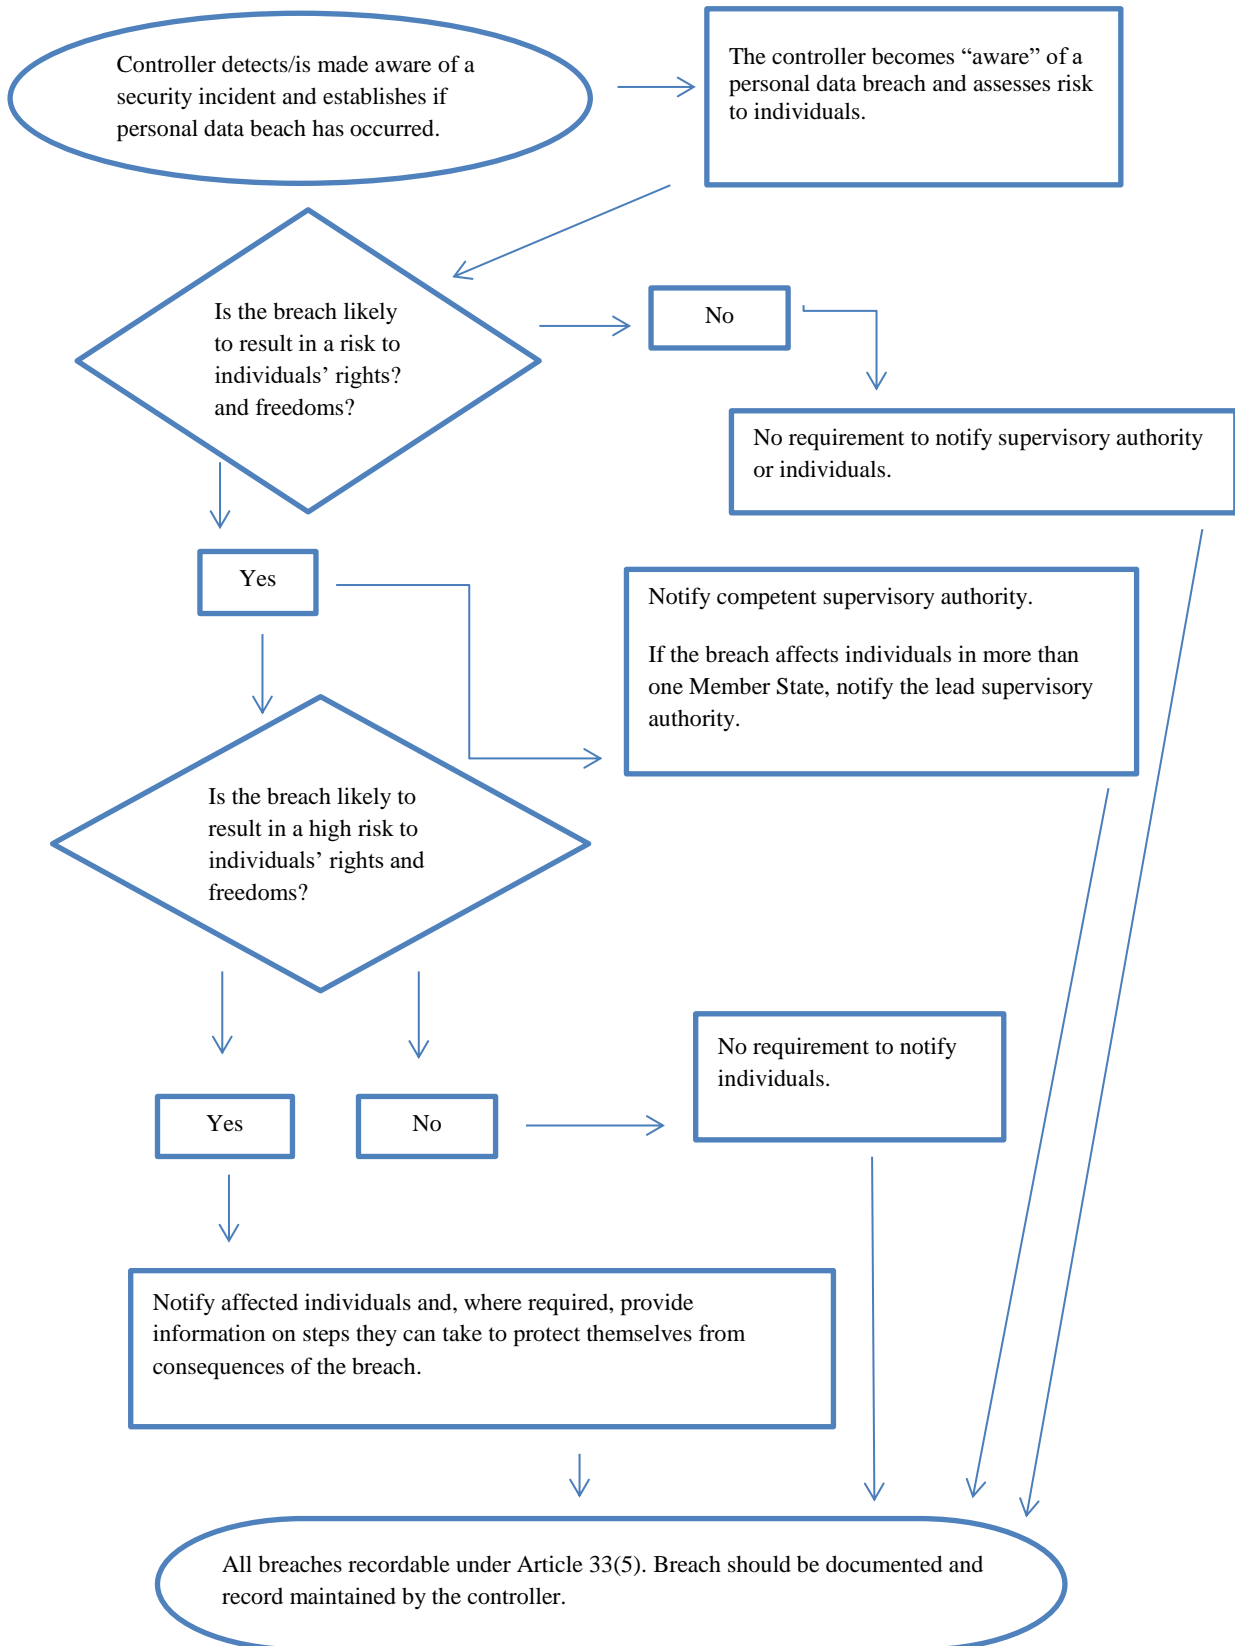 Controller detects/is made aware of a
security incident and establishes if
personal data beach has occurred.
The controller becomes “aware” of a
personal data breach and assesses risk
to individuals.
Is the breach likely
to result in a risk to
individuals’ rights?
and freedoms?
No
No requirement to notify supervisory authority
or individuals.
Yes
Notify competent supervisory authority.
If the breach affects individuals in more than
one Member State, notify the lead supervisory
authority.
Is the breach likely to
result in a high risk to
individuals’ rights and
freedoms?
No requirement to notify
individuals.
Yes
No
Notify affected individuals and, where required, provide
information on steps they can take to protect themselves from
consequences of the breach.
All breaches recordable under Article 33(5). Breach should be documented and
record maintained by the controller.